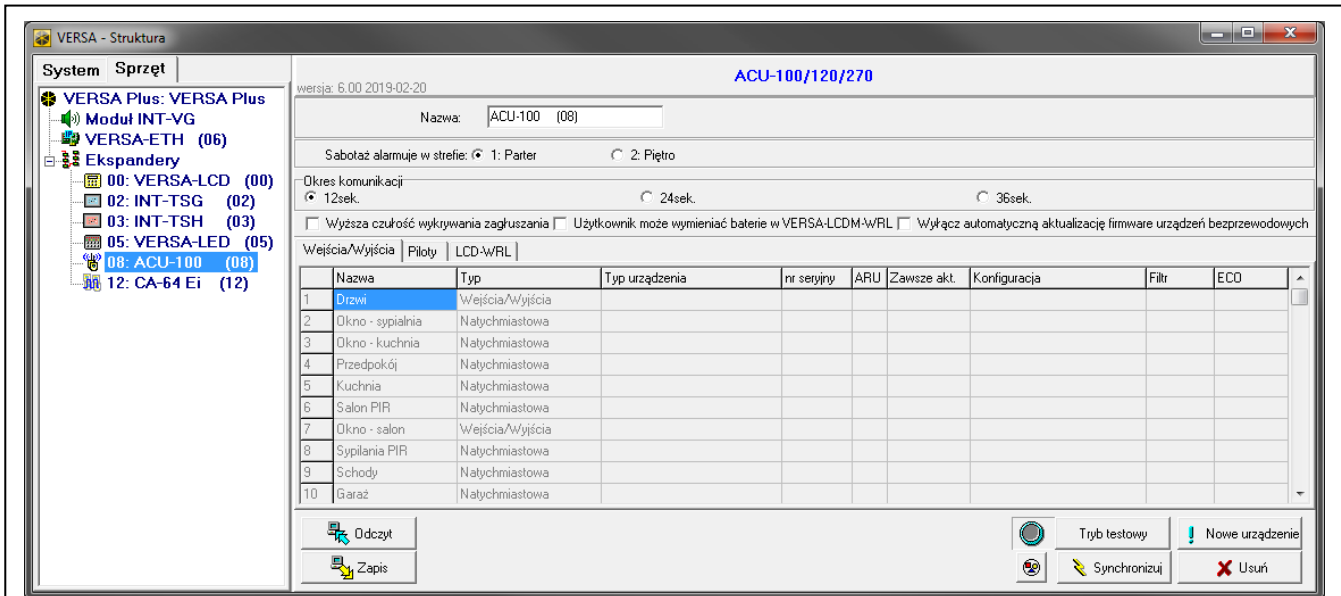 VERSA - Struktura
System Sprzęt
VERSA Plus: VERSA Plus
Moduł INT-VG
VERSA-ETH (06)
Ekspandery
00: VERSA-LCD (00)
02: INT-TSG (02)
03: INT-TSH (03)
05: VERSA-LED (05)
08: ACU-100 (08)
12: CA-64 Ei (12)
ACU-100/120/270
wersja: 6.00 2019-02-20
Nazwa: ACU-100 (08)
Sabotaż alarmuje w strefie: 1: Parter 2: Piętro
Okres komunikacji
12sek. 24sek. 36sek.
Wyższa czułość wykrywania zagłuszania Użytkownik może wymieniać baterie w VERSA-LCDM-WRL Wyłącz automatyczną aktualizację firmware urządzeń bezprzewodowych
Wejścia/Wyjścia Piloty LCD-WRL
Nazwa Typ Typ urządzenia nr seryjny ARU Zawsze akt. Konfiguracja Filtr ECO
1 Drzwi Wejścia/Wyjścia
2 Okno - sypialnia Natychmiastowa
3 Okno - kuchnia Natychmiastowa
4 Przedpokój Natychmiastowa
5 Kuchnia Natychmiastowa
6 Salon PIR Natychmiastowa
7 Okno - salon Wejścia/Wyjścia
8 Sypilania PIR Natychmiastowa
9 Schody Natychmiastowa
10 Garaż Natychmiastowa
Odczyt Tryb testowy Nowe urządzenie
Zapis Synchronizuj Usuń